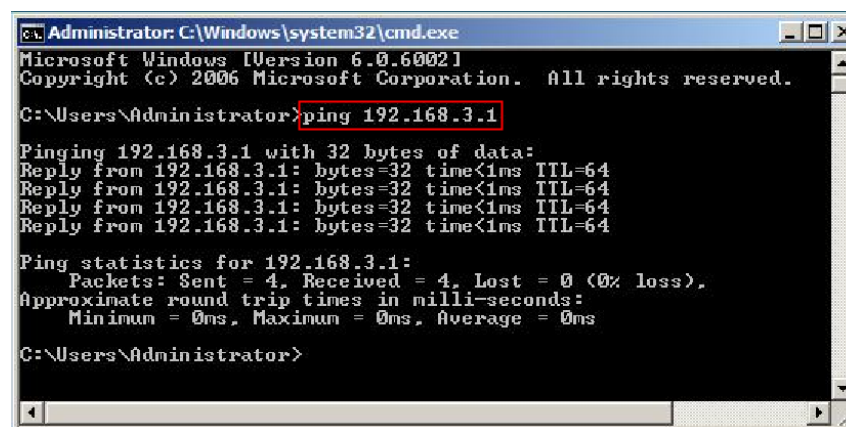 Administrator: C:\Windows\system32\cmd.exe
Microsoft Windows [Version 6.0.6002]
Copyright (c) 2006 Microsoft Corporation.  All rights reserved.
C:\Users\Administrator>ping 192.168.3.1
Pinging 192.168.3.1 with 32 bytes of data:
Reply from 192.168.3.1: bytes=32 time<1ms TTL=64
Reply from 192.168.3.1: bytes=32 time<1ms TTL=64
Reply from 192.168.3.1: bytes=32 time<1ms TTL=64
Reply from 192.168.3.1: bytes=32 time<1ms TTL=64
Ping statistics for 192.168.3.1:
    Packets: Sent = 4, Received = 4, Lost = 0 (0% loss),
Approximate round trip times in milli-seconds:
    Minimum = 0ms, Maximum = 0ms, Average = 0ms
C:\Users\Administrator>